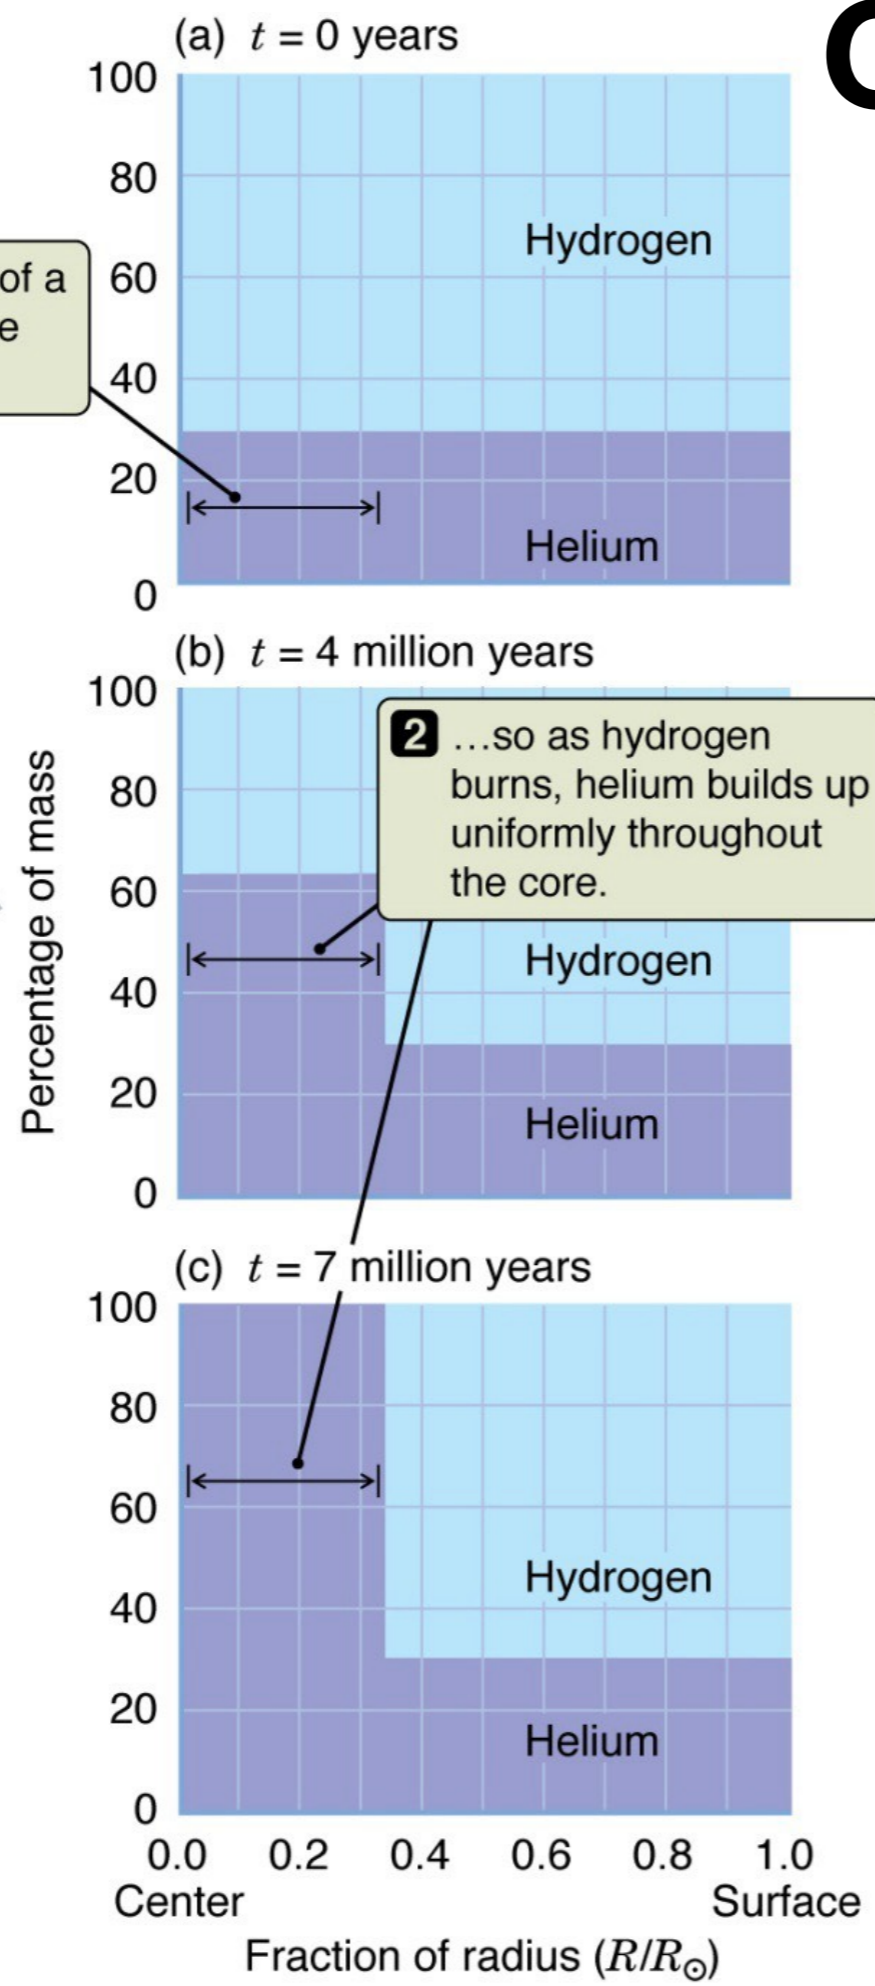 (a) t = 0 years
100
80
60
40
20
0
Hydrogen
Helium
of a
e
(b) t = 4 million years
100
80
60
40
20
0
2 ...so as hydrogen
burns, helium builds up
uniformly throughout
the core.
Hydrogen
Helium
Percentage of mass
(c) t = 7 million years
100
80
60
40
20
0
Hydrogen
Helium
0.0 0.2 0.4 0.6 0.8 1.0
Center Surface
Fraction of radius (R/R☉)